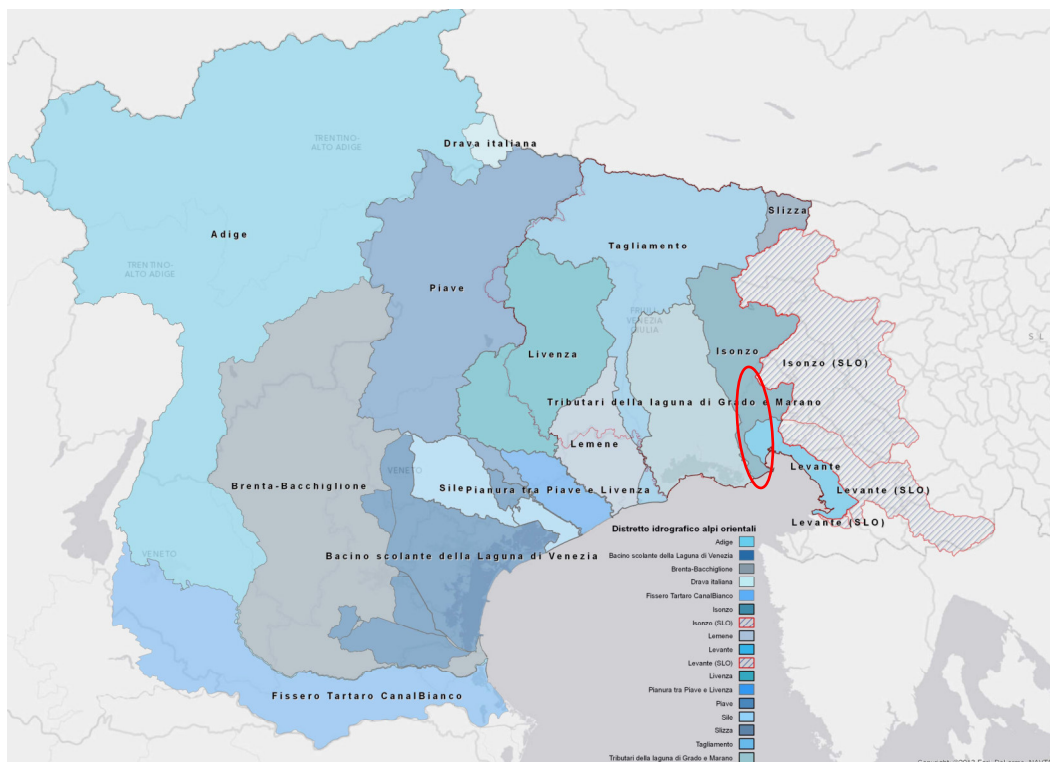 TRENTINO-
ALTO ADIGE
Drava italiana
Slizza
Adige
Tagliamento
TRENTINO-
ALTO ADIGE
Piave
FRIULI
VENEZIA
GIULIA
S L
Isonzo
Livenza
Isonzo (SLO)
Tributari della laguna di Grado e Marano
Lemene
VENETO
Levante
Brenta-Bacchiglione
Sile
Pianura tra Piave e Livenza
Levante (SLO)
Levante (SLO)
VENETO
Bacino scolante della Laguna di Venezia
Fissero Tartaro CanalBianco
Distretto idrografico alpi orientali
Adige
Bacino scolante della Laguna di Venezia
Brenta-Bacchiglione
Drava italiana
Fissero Tartaro CanalBianco
Isonzo
Isonzo (SLO)
Lemene
Levante
Levante (SLO)
Livenza
Pianura tra Piave e Livenza
Piave
Sile
Slizza
Tagliamento
Tributari della laguna di Grado e Marano